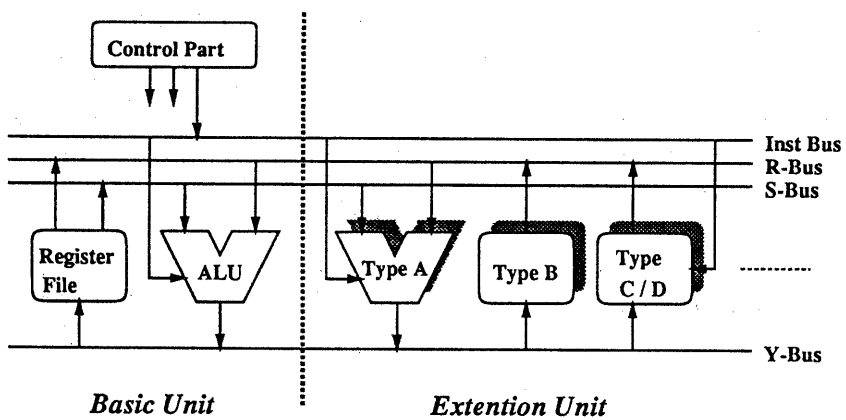 Control Part
Inst Bus
R-Bus
S-Bus
Register
File
ALU
Type A
Type B
Type
C / D
Y-Bus
Basic Unit
Extention Unit